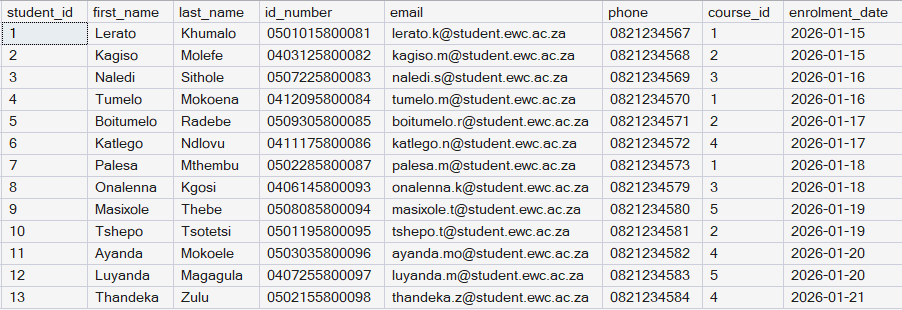 student_id first_name last_name id_number email phone course_id enrolment_date
1 Lerato Khumalo 0501015800081 lerato.k@student.ewc.ac.za 0821234567 1 2026-01-15
2 Kagiso Molefe 0403125800082 kagiso.m@student.ewc.ac.za 0821234568 2 2026-01-15
3 Naledi Sithole 0507225800083 naledi.s@student.ewc.ac.za 0821234569 3 2026-01-16
4 Tumelo Mokoena 0412095800084 tumelo.m@student.ewc.ac.za 0821234570 1 2026-01-16
5 Boitumelo Radebe 0509305800085 boitumelo.r@student.ewc.ac.za 0821234571 2 2026-01-17
6 Katlego Ndlovu 0411175800086 katlego.n@student.ewc.ac.za 0821234572 4 2026-01-17
7 Palesa Mthembu 0502285800087 palesa.m@student.ewc.ac.za 0821234573 1 2026-01-18
8 Onalenna Kgosi 0406145800093 onalenna.k@student.ewc.ac.za 0821234579 3 2026-01-18
9 Masixole Thebe 0508085800094 masixole.t@student.ewc.ac.za 0821234580 5 2026-01-19
10 Tshepo Tsotetsi 0501195800095 tshepo.t@student.ewc.ac.za 0821234581 2 2026-01-19
11 Ayanda Mokoele 0503035800096 ayanda.mo@student.ewc.ac.za 0821234582 4 2026-01-20
12 Luyanda Magagula 0407255800097 luyanda.m@student.ewc.ac.za 0821234583 5 2026-01-20
13 Thandeka Zulu 0502155800098 thandeka.z@student.ewc.ac.za 0821234584 4 2026-01-21